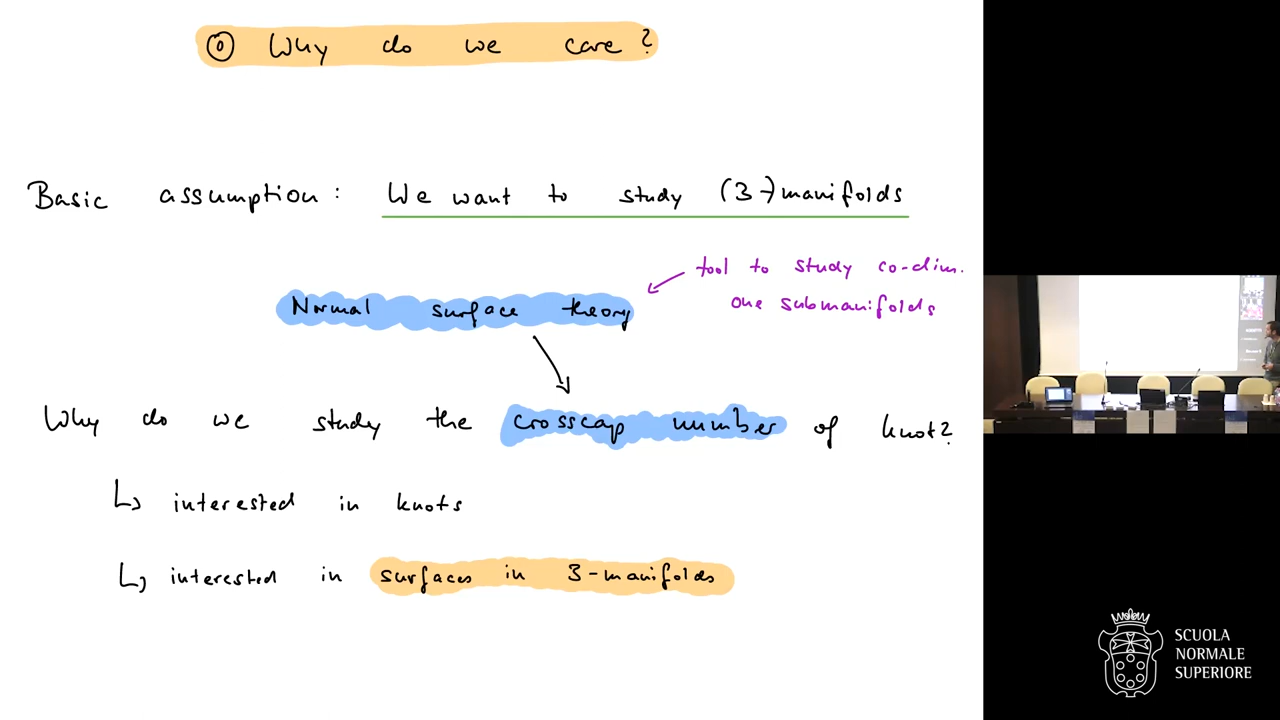 ⓪ Why do we care?
Basic assumption: We want to study (3-)manifolds
tool to study co-dim.
one submanifolds
Normal surface theory
Why do we study the crosscap number of knot?
↳ interested in knots
↳ interested in surfaces in 3-manifolds
SCUOLA
NORMALE
SUPERIORE